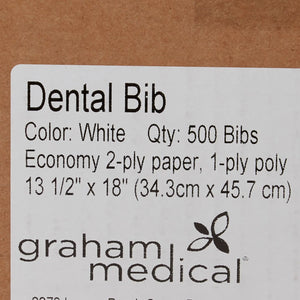 Dental Bib
Color: White Qty: 500 Bibs
Economy 2-ply paper, 1-ply poly
13 1/2" x 18" (34.3cm x 45.7 cm)
graham
medical®